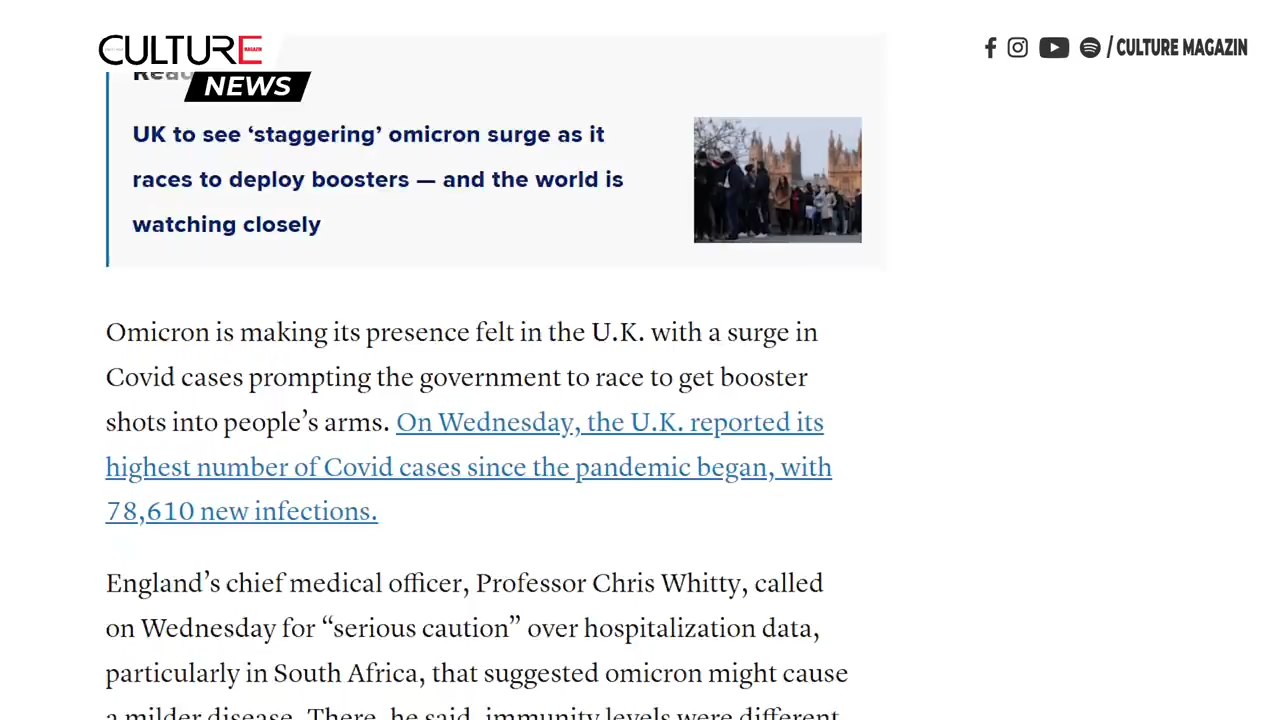 CULTURE
MAGAZIN
NEWS
/ CULTURE MAGAZIN
UK to see ‘staggering’ omicron surge as it
races to deploy boosters — and the world is
watching closely
Omicron is making its presence felt in the U.K. with a surge in
Covid cases prompting the government to race to get booster
shots into people’s arms. On Wednesday, the U.K. reported its
highest number of Covid cases since the pandemic began, with
78,610 new infections.
England’s chief medical officer, Professor Chris Whitty, called
on Wednesday for “serious caution” over hospitalization data,
particularly in South Africa, that suggested omicron might cause
a milder disease. There, he said, immunity levels were different